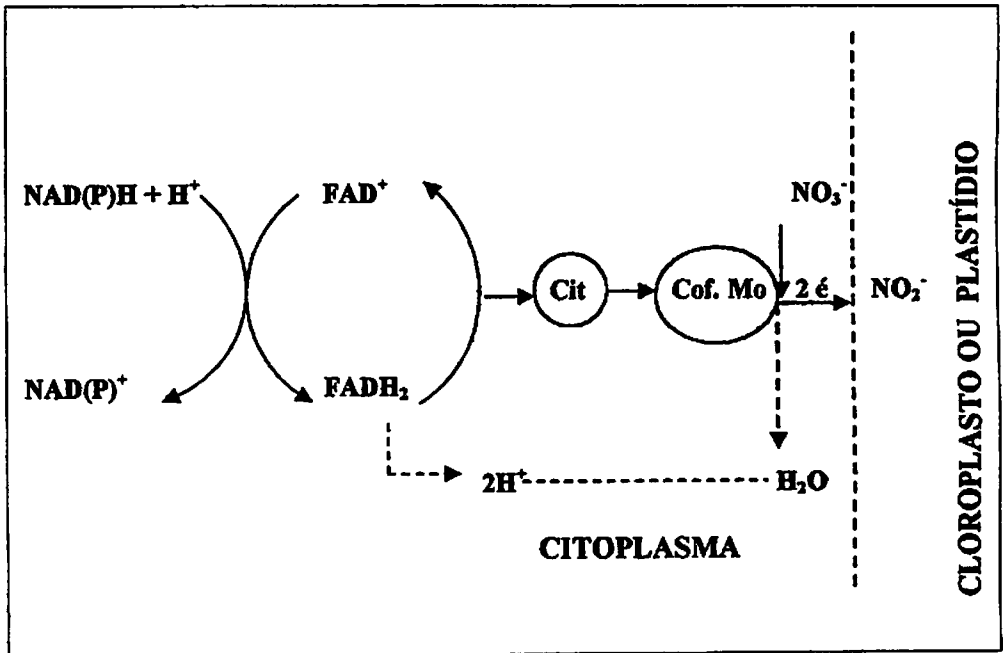 NAD(P)H + H⁺
FAD⁺
NO₃⁻
Cit
Cof. Mo
2 é
NO₂⁻
NAD(P)⁺
FADH₂
2H⁺
H₂O
CITOPLASMA
CLOROPLASTO OU PLASTÍDIO